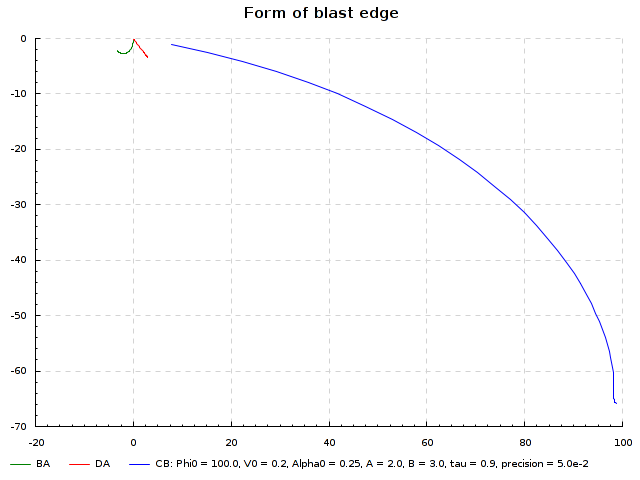 Form of blast edge
0
-10
-20
-30
-40
-50
-60
-70
-20 0 20 40 60 80 100
BA DA CB: Phi0 = 100.0, V0 = 0.2, Alpha0 = 0.25, A = 2.0, B = 3.0, tau = 0.9, precision = 5.0e-2